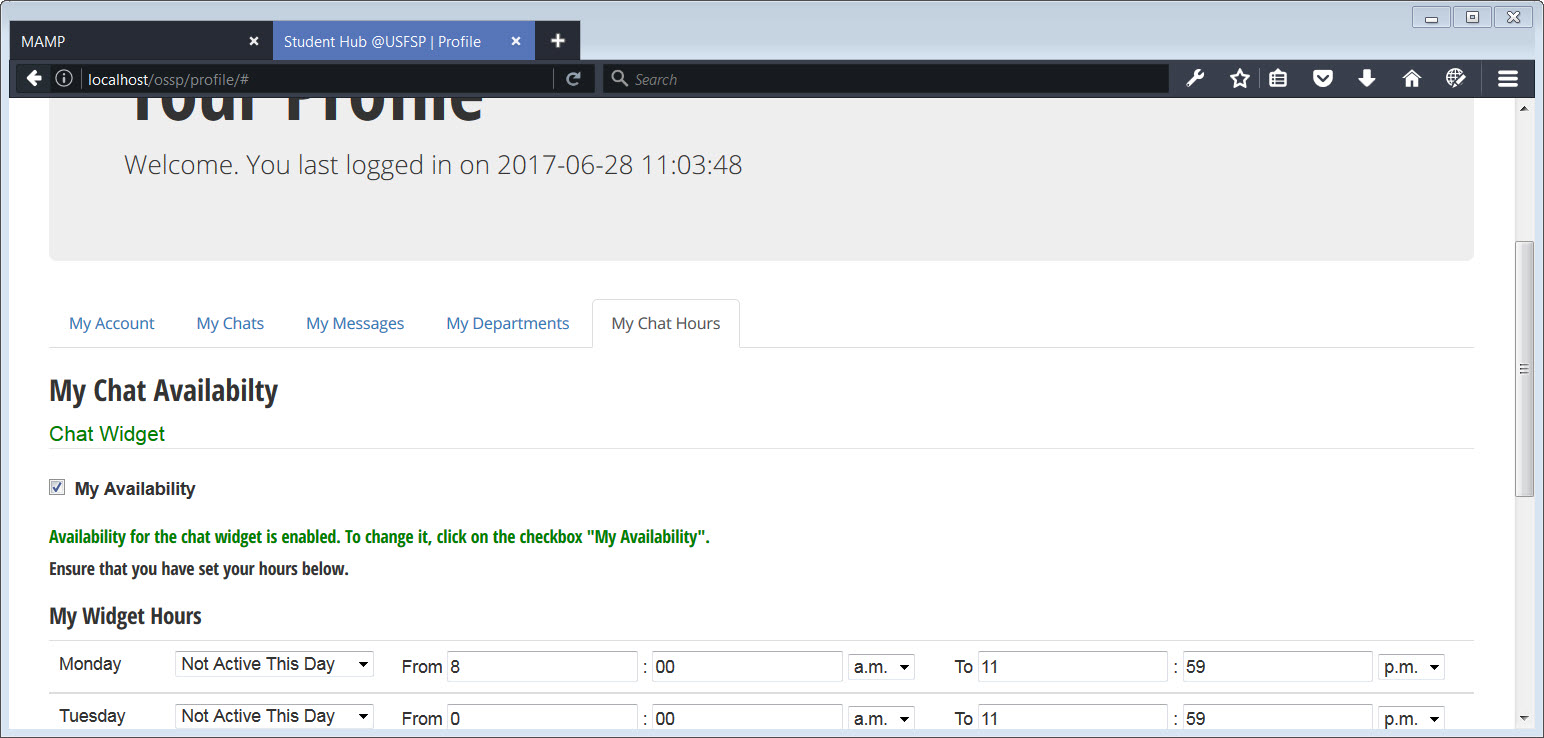 MAMP
Student Hub @USFSP | Profile
localhost/ossp/profile/#
Search
Your Profile
Welcome. You last logged in on 2017-06-28 11:03:48
My Account My Chats My Messages My Departments My Chat Hours
My Chat Availabilty
Chat Widget
My Availability
Availability for the chat widget is enabled. To change it, click on the checkbox "My Availability".
Ensure that you have set your hours below.
My Widget Hours
Monday Not Active This Day From 8 : 00 a.m. To 11 : 59 p.m.
Tuesday Not Active This Day From 0 : 00 a.m. To 11 : 59 p.m.